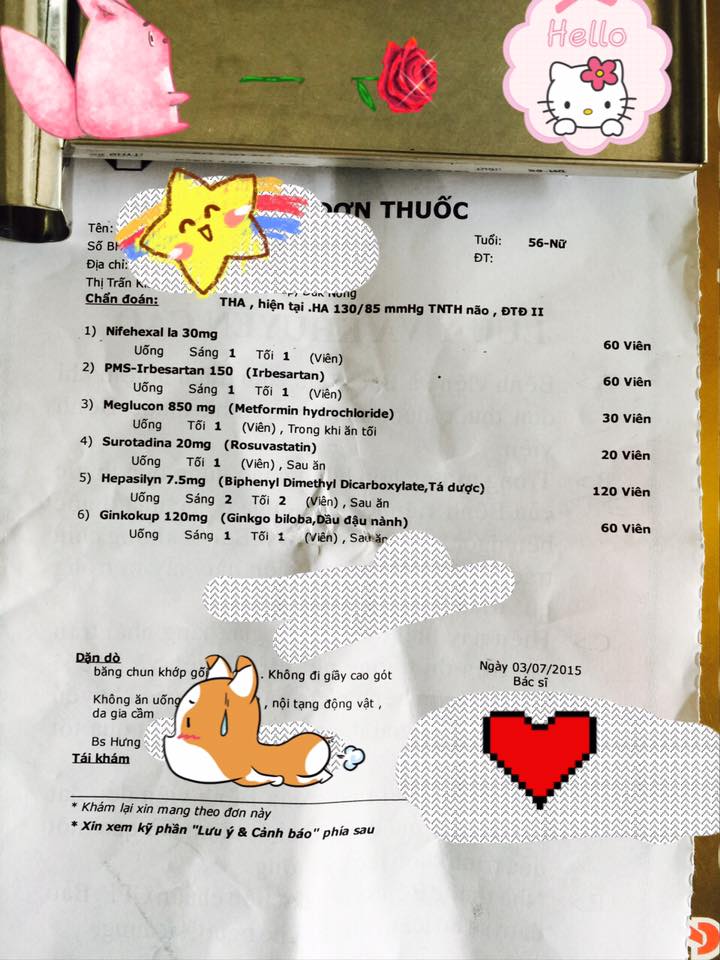 Hello
ĐƠN THUỐC
Tên:
Tuổi: 56-Nữ
Số BH
ĐT:
Địa chỉ:
Thị Trấn
Chẩn đoán: THA , hiện tại .HA 130/85 mmHg TNTH não , ĐTĐ II
1) Nifehexal la 30mg 60 Viên
Uống Sáng 1 Tối 1 (Viên)
2) PMS-Irbesartan 150 (Irbesartan) 60 Viên
Uống Sáng 1 Tối 1 (Viên)
3) Meglucon 850 mg (Metformin hydrochloride) 30 Viên
Uống Tối 1 (Viên) , Trong khi ăn tối
4) Surotadina 20mg (Rosuvastatin) 20 Viên
Uống Tối 1 (Viên) , Sau ăn
5) Hepasilyn 7.5mg (Biphenyl Dimethyl Dicarboxylate,Tá dược) 120 Viên
Uống Sáng 2 Tối 2 (Viên) , Sau ăn
6) Ginkokup 120mg (Ginkgo biloba,Dầu đậu nành) 60 Viên
Uống Sáng 1 Tối 1 (Viên) , Sau ăn
Dặn dò
băng chun khớp gối . Không đi giầy cao gót
Không ăn uống , nội tạng động vật ,
da gia cầm
Ngày 03/07/2015
Bác sĩ
Bs Hưng
Tái khám
* Khám lại xin mang theo đơn này
* Xin xem kỹ phần "Lưu ý & Cảnh báo" phía sau